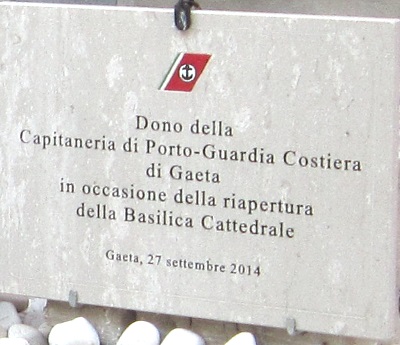 Dono della
Capitaneria di Porto-Guardia Costiera
di Gaeta
in occasione della riapertura
della Basilica Cattedrale
Gaeta, 27 settembre 2014